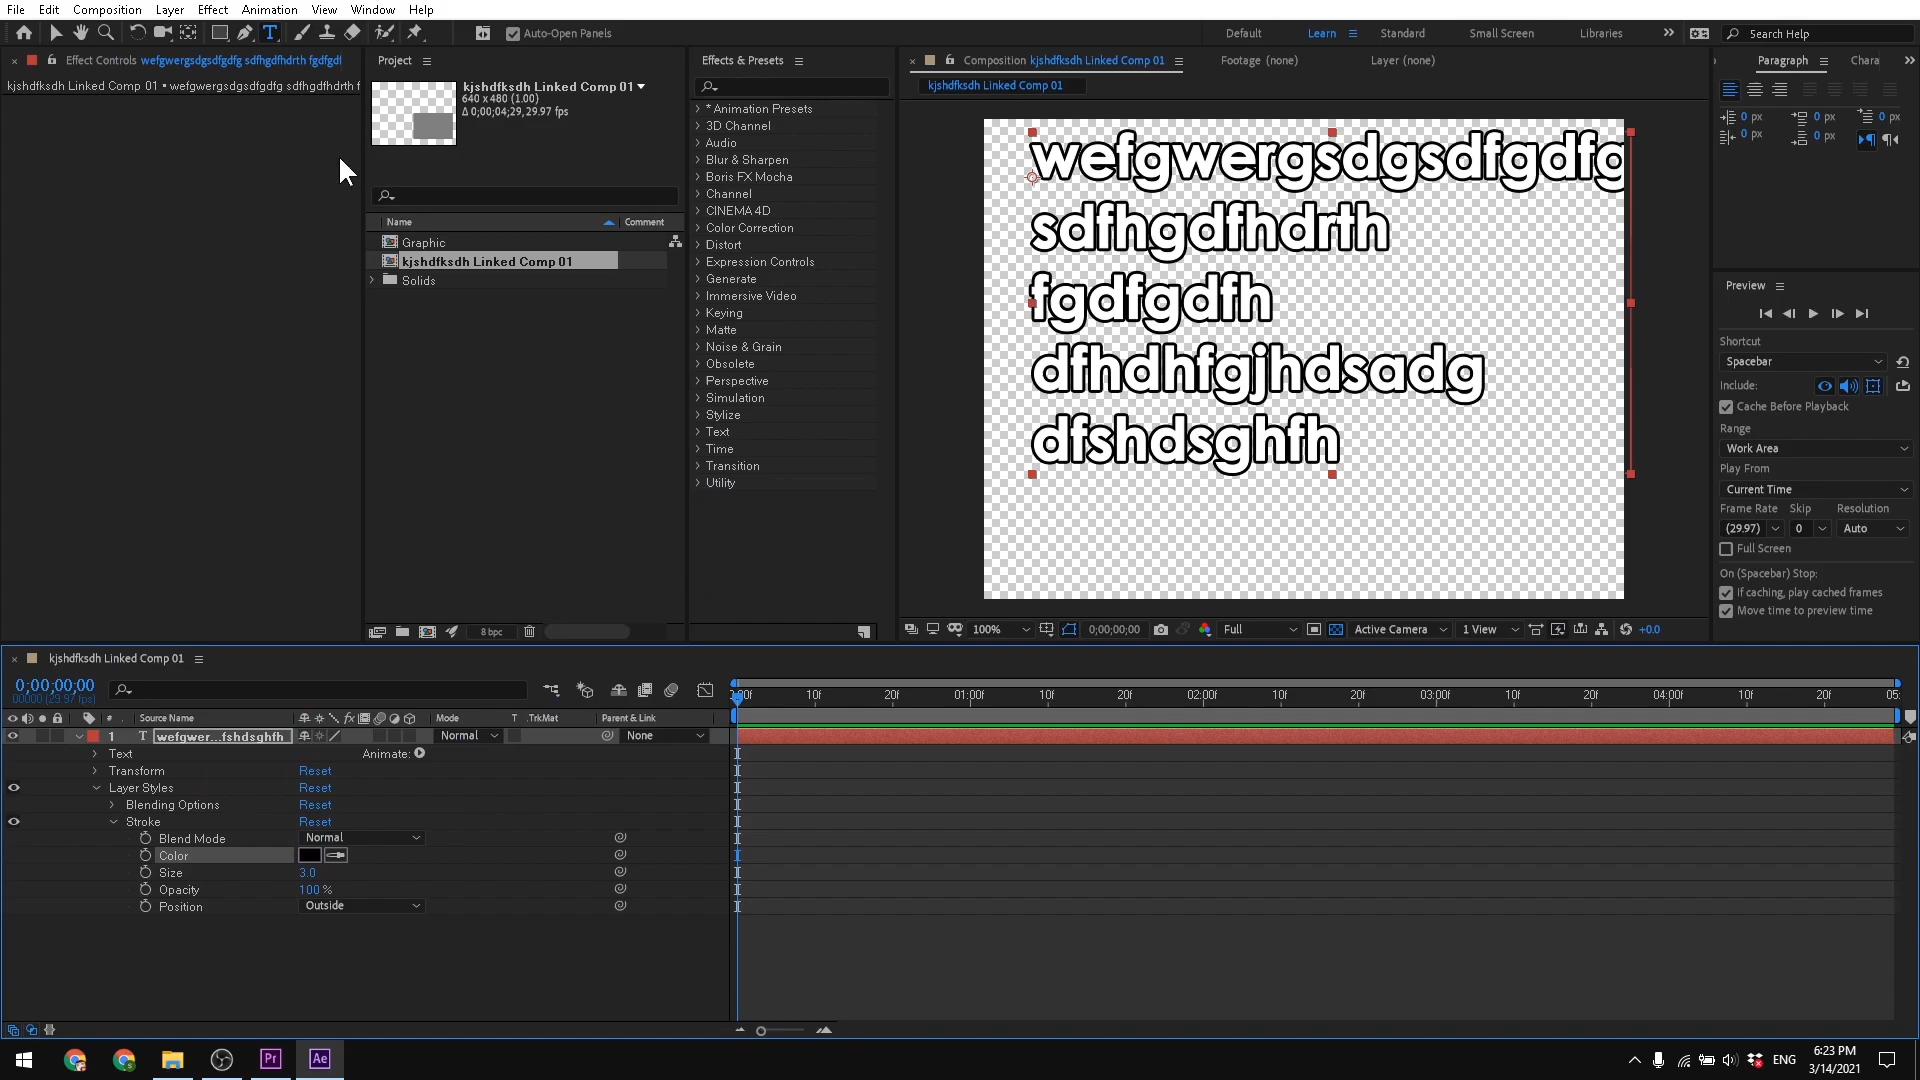 File Edit Composition Layer Effect Animation View Window Help
Auto-Open Panels
Default Learn Standard Small Screen Libraries Search Help
Effect Controls wefgwergsdgsdfgdfg sdfhgdfhdrth fgdfgdf
kjshdfksdh Linked Comp 01 • wefgwergsdgsdfgdfg sdfhgdfhdrth f
Project
kjshdfksdh Linked Comp 01
640 x 480 (1.00)
Δ 0;00;04;29, 29.97 fps
Name Comment
Graphic
kjshdfksdh Linked Comp 01
Solids
8 bpc
Effects & Presets
* Animation Presets
3D Channel
Audio
Blur & Sharpen
Boris FX Mocha
Channel
CINEMA 4D
Color Correction
Distort
Expression Controls
Generate
Immersive Video
Keying
Matte
Noise & Grain
Obsolete
Perspective
Simulation
Stylize
Text
Time
Transition
Utility
Composition kjshdfksdh Linked Comp 01
Footage (none)
Layer (none)
kjshdfksdh Linked Comp 01
wefgwergsdgsdfgdfg
sdfhgdfhdrth
fgdfgdfh
dfhdhfgjhdsadg
dfshdsghfh
100% 0;00;00;00 Full Active Camera 1 View +0.0
Paragraph Chara
0 px 0 px 0 px
0 px 0 px
Preview
Shortcut
Spacebar
Include:
Cache Before Playback
Range
Work Area
Play From
Current Time
Frame Rate Skip Resolution
(29.97) 0 Auto
Full Screen
On (Spacebar) Stop:
If caching, play cached frames
Move time to preview time
kjshdfksdh Linked Comp 01
0;00;00;00
00000 (29.97 fps)
:00f 10f 20f 01:00f 10f 20f 02:00f 10f 20f 03:00f 10f 20f 04:00f 10f 20f 05:
# Source Name Mode T .TrkMat Parent & Link
1 T wefgwer...fshdsghfh Normal None
Text Animate:
Transform Reset
Layer Styles Reset
Blending Options Reset
Stroke Reset
Blend Mode Normal
Color
Size 3.0
Opacity 100 %
Position Outside
Pr Ae
ENG
6:23 PM
3/14/2021